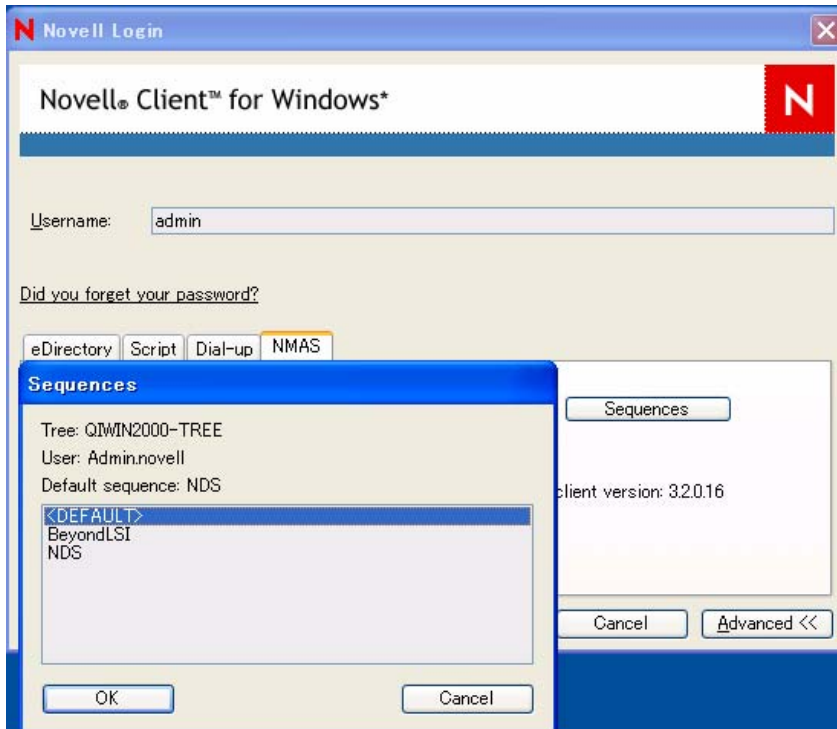 N Novell Login
Novell® Client™ for Windows*
N
Username: admin
Did you forget your password?
eDirectory Script Dial-up NMAS
Sequences
client version: 3.2.0.16
Sequences
Tree: QIWIN2000-TREE
User: Admin.novell
Default sequence: NDS
<DEFAULT>
BeyondLSI
NDS
OK Cancel
Cancel Advanced <<